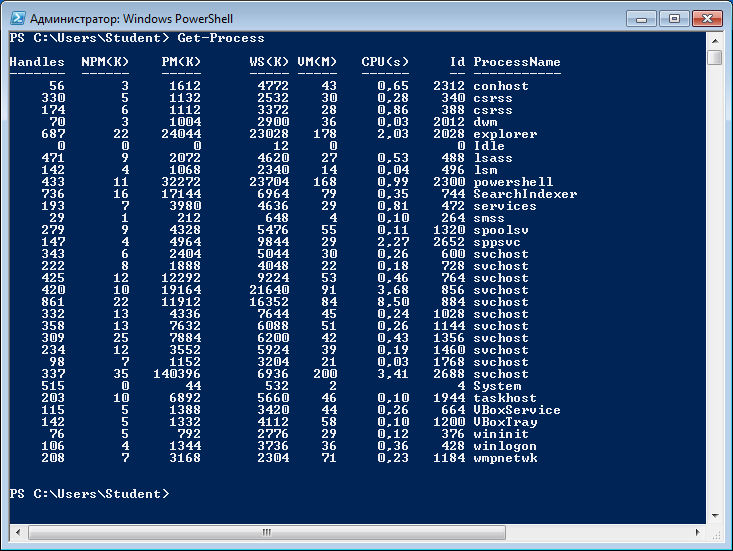 Администратор: Windows PowerShell
PS C:\Users\Student> Get-Process
Handles NPM(K) PM(K) WS(K) VM(M) CPU(s) Id ProcessName
------- ------ ----- ----- ----- ------ -- -----------
56 3 1612 4772 43 0,65 2312 conhost
330 5 1132 2532 30 0,28 340 csrss
174 6 1112 3372 28 0,86 388 csrss
70 3 1004 2900 36 0,03 2012 dwm
687 22 24044 23028 178 2,03 2028 explorer
0 0 0 12 0 0 Idle
471 9 2072 4620 27 0,53 488 lsass
142 4 1068 2340 14 0,04 496 lsm
433 11 32272 23704 168 0,99 2300 powershell
736 16 17144 6964 79 0,35 744 SearchIndexer
193 7 3980 4636 29 0,81 472 services
29 1 212 648 4 0,10 264 smss
279 9 4328 5476 55 0,11 1320 spoolsv
147 4 4964 9844 29 2,27 2652 sppsvc
343 6 2404 5044 30 0,26 600 svchost
222 8 1888 4048 22 0,18 728 svchost
425 12 12292 9224 53 0,46 764 svchost
420 10 19164 21640 91 3,68 856 svchost
861 22 11912 16352 84 8,50 884 svchost
332 13 4336 7644 45 0,24 1028 svchost
358 13 7632 6088 51 0,26 1144 svchost
309 25 7884 6200 42 0,43 1356 svchost
234 12 3552 5924 39 0,19 1460 svchost
98 7 1152 3204 21 0,03 1768 svchost
337 35 140396 6936 200 3,41 2688 svchost
515 0 44 532 2 4 System
203 10 6892 5660 46 0,10 1944 taskhost
115 5 1388 3420 44 0,26 664 VBoxService
142 5 1332 4112 58 0,10 1200 VBoxTray
76 5 792 2776 29 0,12 376 wininit
106 4 1344 3736 36 0,36 428 winlogon
208 7 3168 2304 71 0,23 1184 wmpnetwk
PS C:\Users\Student>